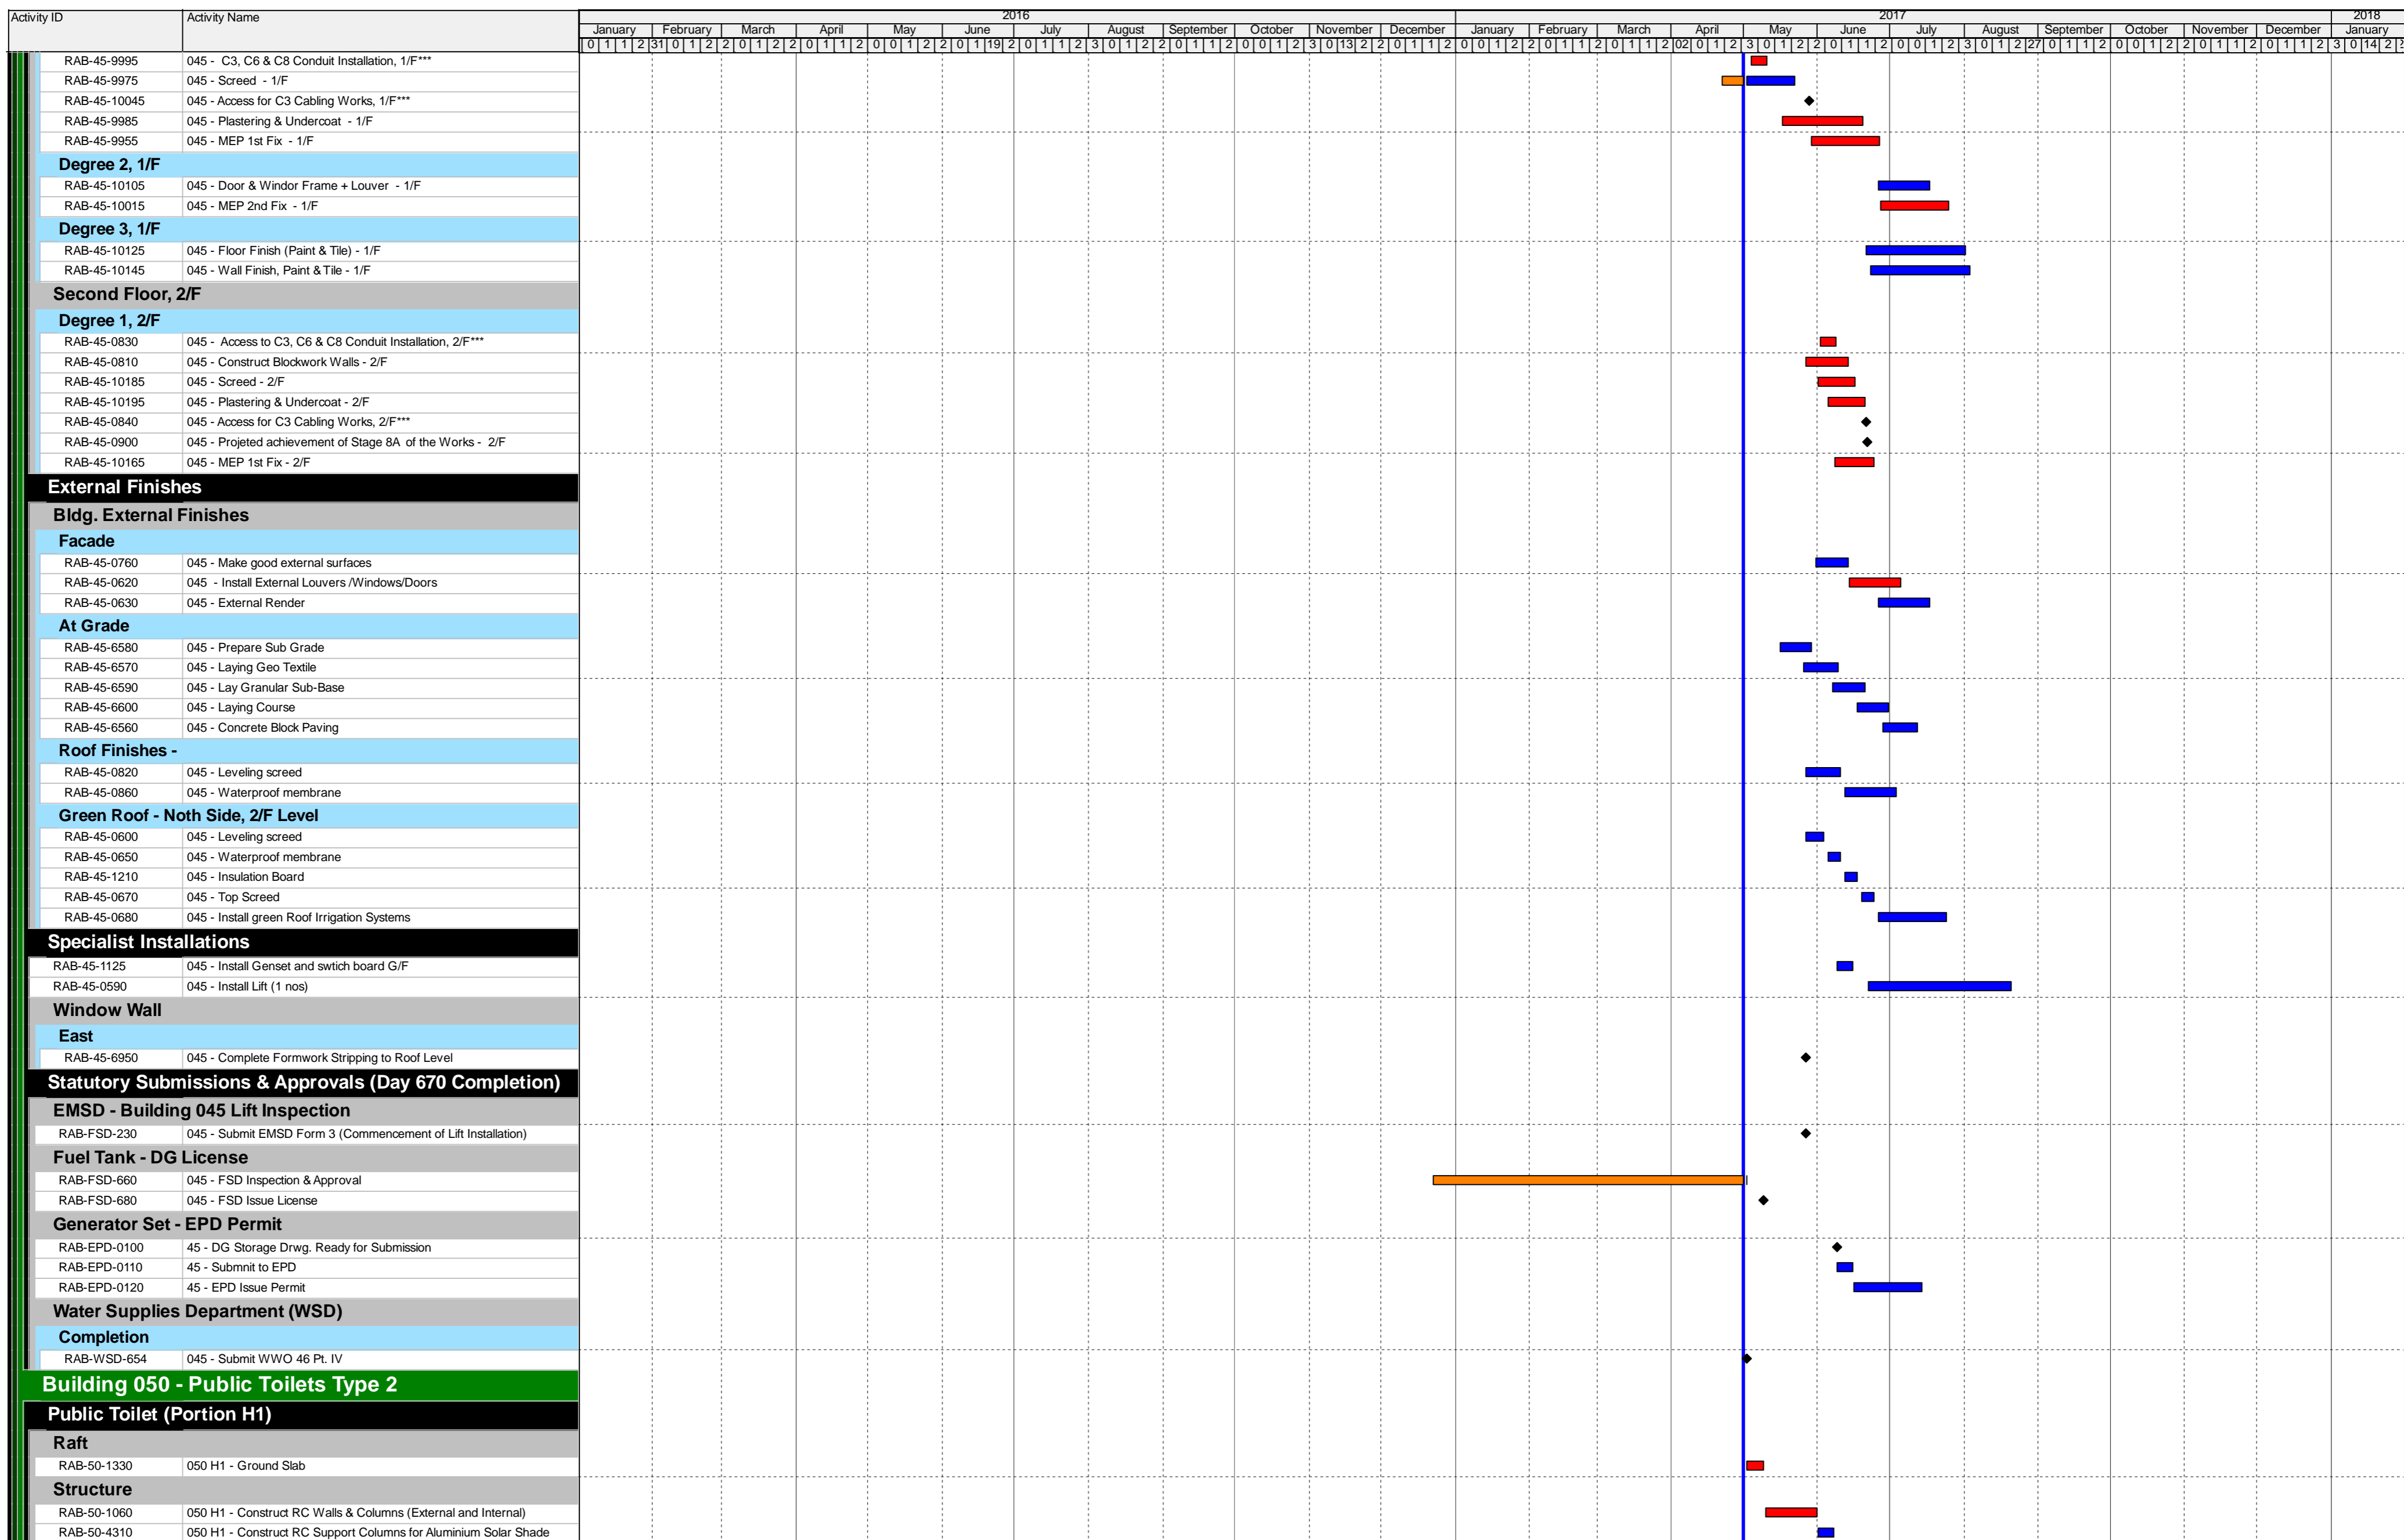 Activity ID Activity Name 2016 2017 2018
January February March April May June July August September October November December January February March April May June July August September October November December January
RAB-45-9995 045 - C3, C6 & C8 Conduit Installation, 1/F***
RAB-45-9975 045 - Screed - 1/F
RAB-45-10045 045 - Access for C3 Cabling Works, 1/F***
RAB-45-9985 045 - Plastering & Undercoat - 1/F
RAB-45-9955 045 - MEP 1st Fix - 1/F
Degree 2, 1/F
RAB-45-10105 045 - Door & Windor Frame + Louver - 1/F
RAB-45-10015 045 - MEP 2nd Fix - 1/F
Degree 3, 1/F
RAB-45-10125 045 - Floor Finish (Paint & Tile) - 1/F
RAB-45-10145 045 - Wall Finish, Paint & Tile - 1/F
Second Floor, 2/F
Degree 1, 2/F
RAB-45-0830 045 - Access to C3, C6 & C8 Conduit Installation, 2/F***
RAB-45-0810 045 - Construct Blockwork Walls - 2/F
RAB-45-10185 045 - Screed - 2/F
RAB-45-10195 045 - Plastering & Undercoat - 2/F
RAB-45-0840 045 - Access for C3 Cabling Works, 2/F***
RAB-45-0900 045 - Projeted achievement of Stage 8A of the Works - 2/F
RAB-45-10165 045 - MEP 1st Fix - 2/F
External Finishes
Bldg. External Finishes
Facade
RAB-45-0760 045 - Make good external surfaces
RAB-45-0620 045 - Install External Louvers /Windows/Doors
RAB-45-0630 045 - External Render
At Grade
RAB-45-6580 045 - Prepare Sub Grade
RAB-45-6570 045 - Laying Geo Textile
RAB-45-6590 045 - Lay Granular Sub-Base
RAB-45-6600 045 - Laying Course
RAB-45-6560 045 - Concrete Block Paving
Roof Finishes -
RAB-45-0820 045 - Leveling screed
RAB-45-0860 045 - Waterproof membrane
Green Roof - Noth Side, 2/F Level
RAB-45-0600 045 - Leveling screed
RAB-45-0650 045 - Waterproof membrane
RAB-45-1210 045 - Insulation Board
RAB-45-0670 045 - Top Screed
RAB-45-0680 045 - Install green Roof Irrigation Systems
Specialist Installations
RAB-45-1125 045 - Install Genset and swtich board G/F
RAB-45-0590 045 - Install Lift (1 nos)
Window Wall
East
RAB-45-6950 045 - Complete Formwork Stripping to Roof Level
Statutory Submissions & Approvals (Day 670 Completion)
EMSD - Building 045 Lift Inspection
RAB-FSD-230 045 - Submit EMSD Form 3 (Commencement of Lift Installation)
Fuel Tank - DG License
RAB-FSD-660 045 - FSD Inspection & Approval
RAB-FSD-680 045 - FSD Issue License
Generator Set - EPD Permit
RAB-EPD-0100 45 - DG Storage Drwg. Ready for Submission
RAB-EPD-0110 45 - Submnit to EPD
RAB-EPD-0120 45 - EPD Issue Permit
Water Supplies Department (WSD)
Completion
RAB-WSD-654 045 - Submit WWO 46 Pt. IV
Building 050 - Public Toilets Type 2
Public Toilet (Portion H1)
Raft
RAB-50-1330 050 H1 - Ground Slab
Structure
RAB-50-1060 050 H1 - Construct RC Walls & Columns (External and Internal)
RAB-50-4310 050 H1 - Construct RC Support Columns for Aluminium Solar Shade